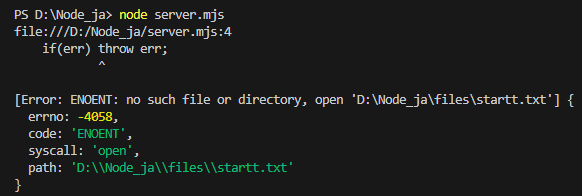 PS D:\Node_ja> node server.mjs
file:///D:/Node_ja/server.mjs:4
    if(err) throw err;
            ^

[Error: ENOENT: no such file or directory, open 'D:\Node_ja\files\startt.txt'] {
  errno: -4058,
  code: 'ENOENT',
  syscall: 'open',
  path: 'D:\\Node_ja\\files\\startt.txt'
}